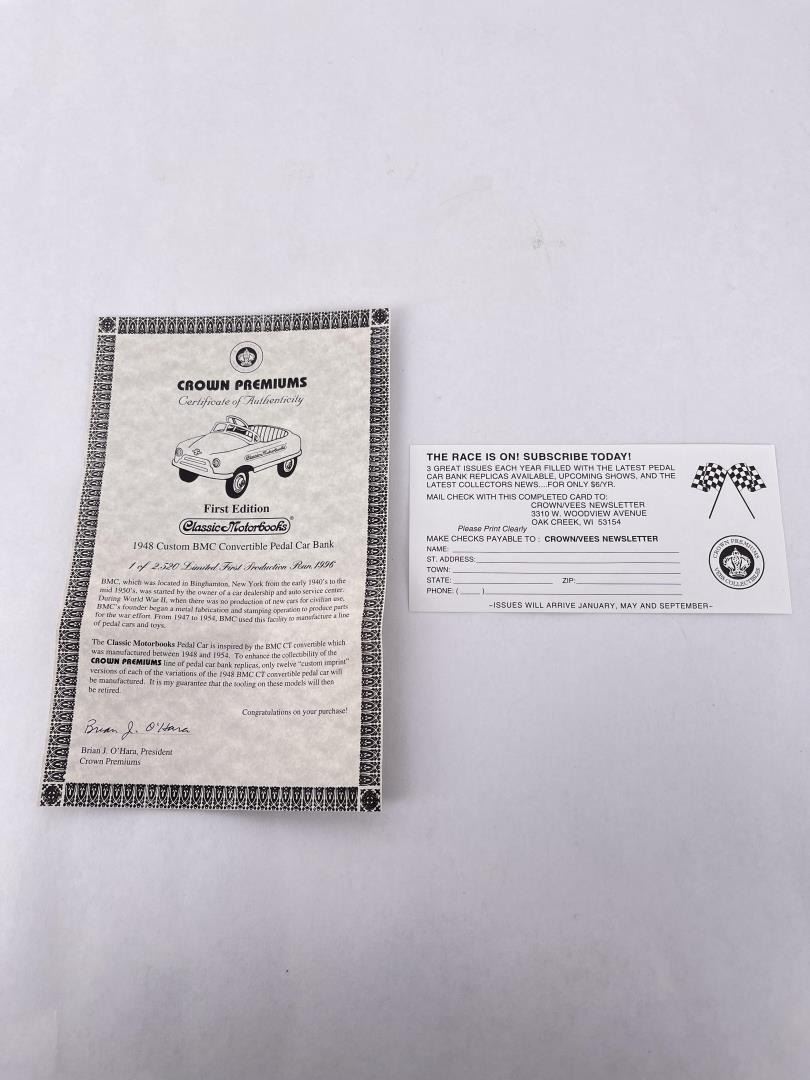 CROWN PREMIUMS
Certificate of Authenticity
Classic Motorbooks
First Edition
Classic Motorbooks
1948 Custom BMC Convertible Pedal Car Bank
1 of 2,520 Limited First Production Run 1996
BMC, which was located in Binghamton, New York from the early 1940's to the
mid 1950's, was started by the owner of a car dealership and auto service center.
During World War II, when there was no production of new cars for civilian use,
BMC's founder began a metal fabrication and stamping operation to produce parts
for the war effort. From 1947 to 1954, BMC used this facility to manufacture a line
of pedal cars and toys.
The Classic Motorbooks Pedal Car is inspired by the BMC CT convertible which
was manufactured between 1948 and 1954. To enhance the collectibility of the
CROWN PREMIUMS line of pedal car bank replicas, only twelve "custom imprint"
versions of each of the variations of the 1948 BMC CT convertible pedal car will
be manufactured. It is my guarantee that the tooling on these models will then
be retired.
Congratulations on your purchase!
Brian J. O'Hara
Brian J. O'Hara, President
Crown Premiums
THE RACE IS ON! SUBSCRIBE TODAY!
3 GREAT ISSUES EACH YEAR FILLED WITH THE LATEST PEDAL
CAR BANK REPLICAS AVAILABLE, UPCOMING SHOWS, AND THE
LATEST COLLECTORS NEWS....FOR ONLY $6/YR.
MAIL CHECK WITH THIS COMPLETED CARD TO:
CROWN/VEES NEWSLETTER
3310 W. WOODVIEW AVENUE
OAK CREEK, WI 53154
Please Print Clearly
MAKE CHECKS PAYABLE TO : CROWN/VEES NEWSLETTER
NAME:
ST. ADDRESS:
TOWN:
STATE: ZIP:
PHONE: ( )
CROWN PREMIUMS
VEES COLLECTIBLES
~ISSUES WILL ARRIVE JANUARY, MAY AND SEPTEMBER~